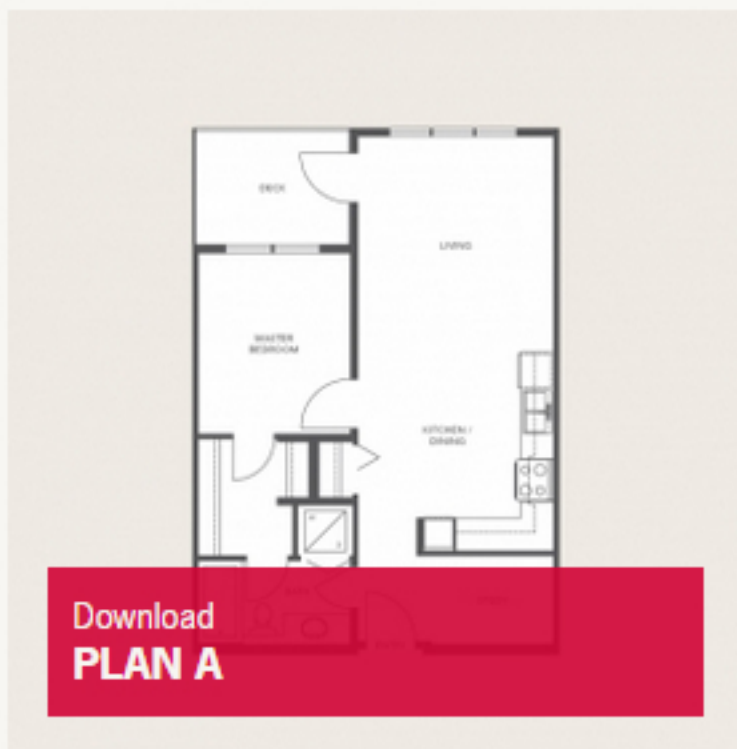 DECK
LIVING
MASTER
BEDROOM
KITCHEN /
DINING
Download
PLAN A